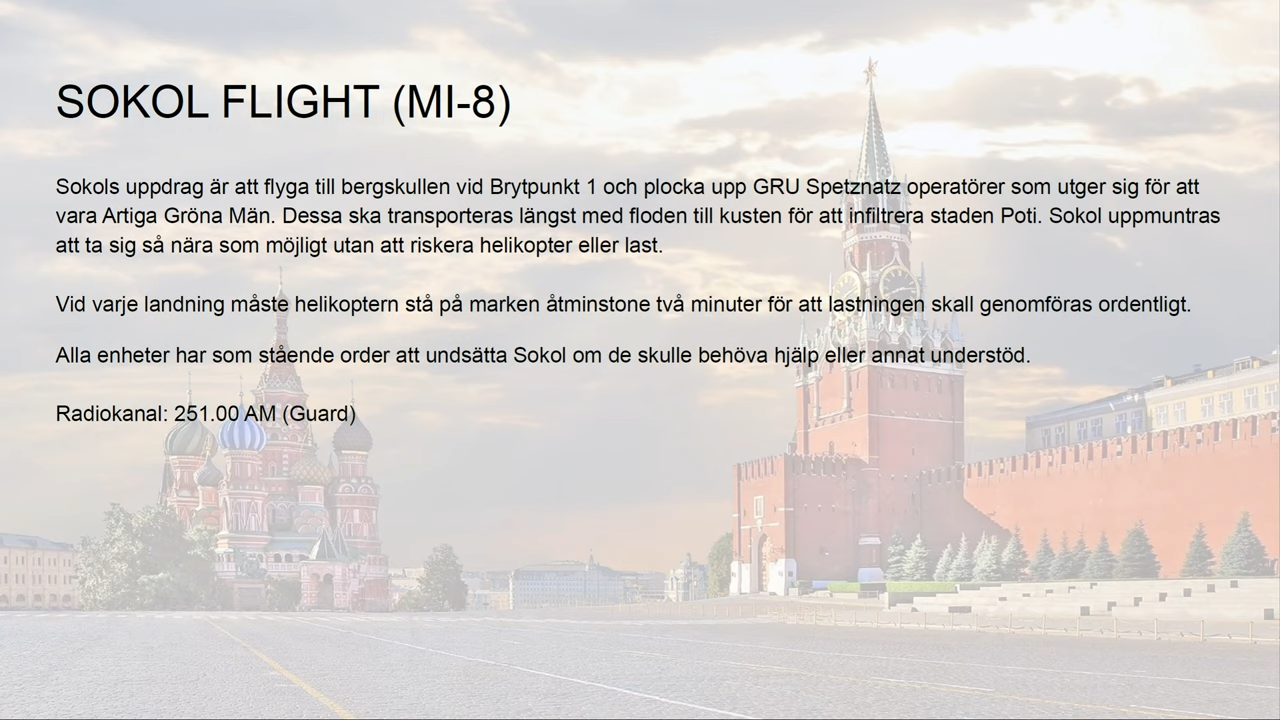 SOKOL FLIGHT (MI-8)
Sokols uppdrag är att flyga till bergskullen vid Brytpunkt 1 och plocka upp GRU Spetznatz operatörer som utger sig för att
vara Artiga Gröna Män. Dessa ska transporteras längst med floden till kusten för att infiltrera staden Poti. Sokol uppmuntras
att ta sig så nära som möjligt utan att riskera helikopter eller last.
Vid varje landning måste helikoptern stå på marken åtminstone två minuter för att lastningen skall genomföras ordentligt.
Alla enheter har som stående order att undsätta Sokol om de skulle behöva hjälp eller annat understöd.
Radiokanal: 251.00 AM (Guard)